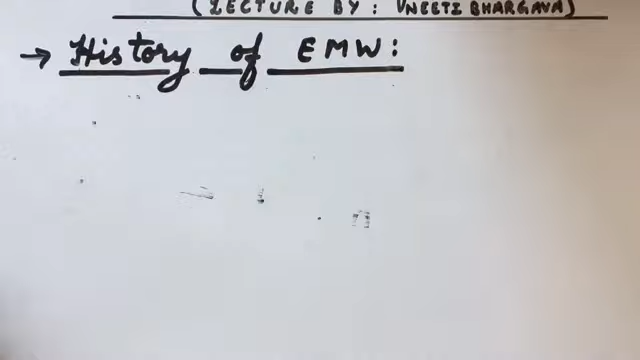 (LECTURE BY: VNEETI BHARGAVA)
→ History of EMW: